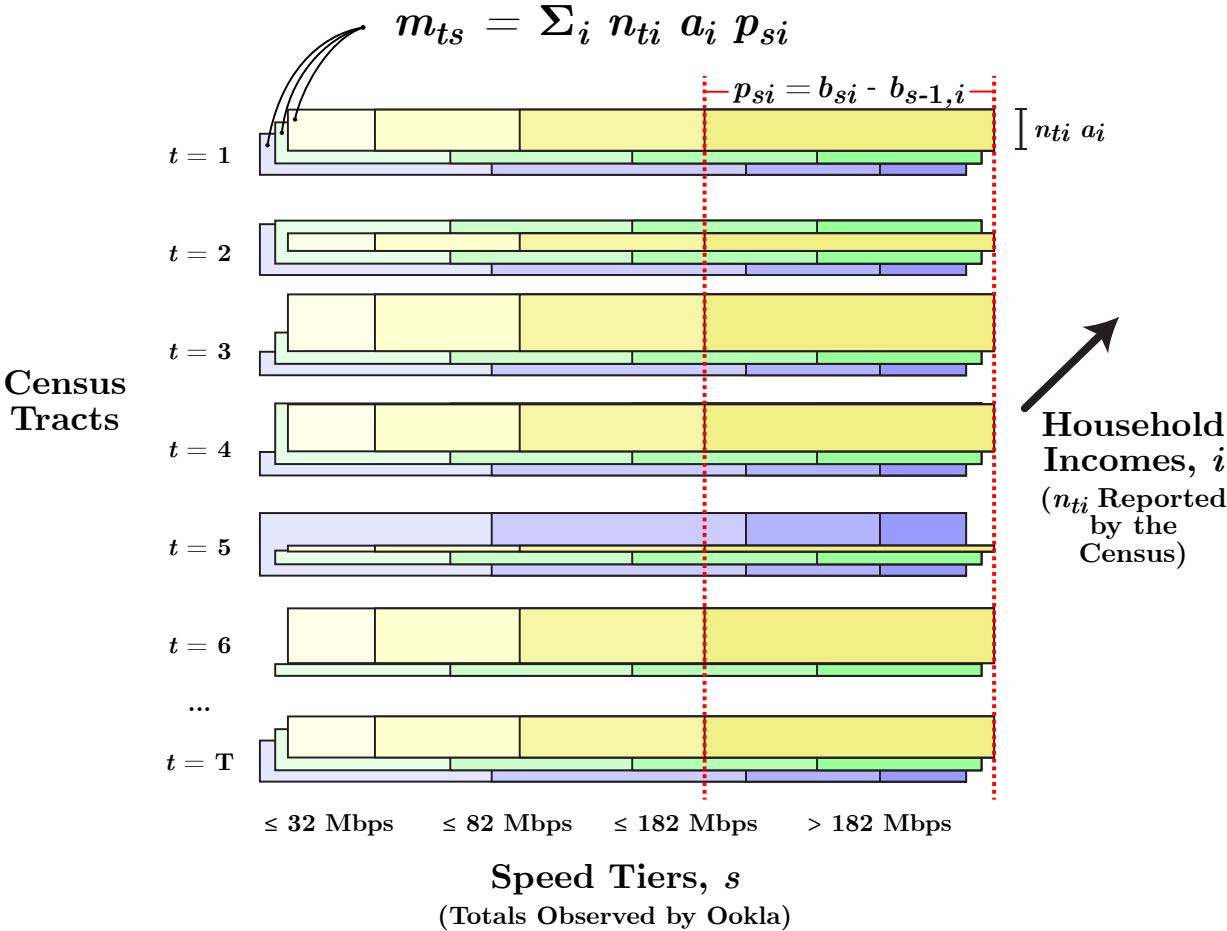 m_ts = Σ_i n_ti a_i p_si
p_si = b_si - b_s-1,i
n_ti a_i
t = 1
t = 2
t = 3
Census
Tracts
t = 4
Household
Incomes, i
(n_ti Reported
by the
Census)
t = 5
t = 6
...
t = T
≤ 32 Mbps ≤ 82 Mbps ≤ 182 Mbps > 182 Mbps
Speed Tiers, s
(Totals Observed by Ookla)